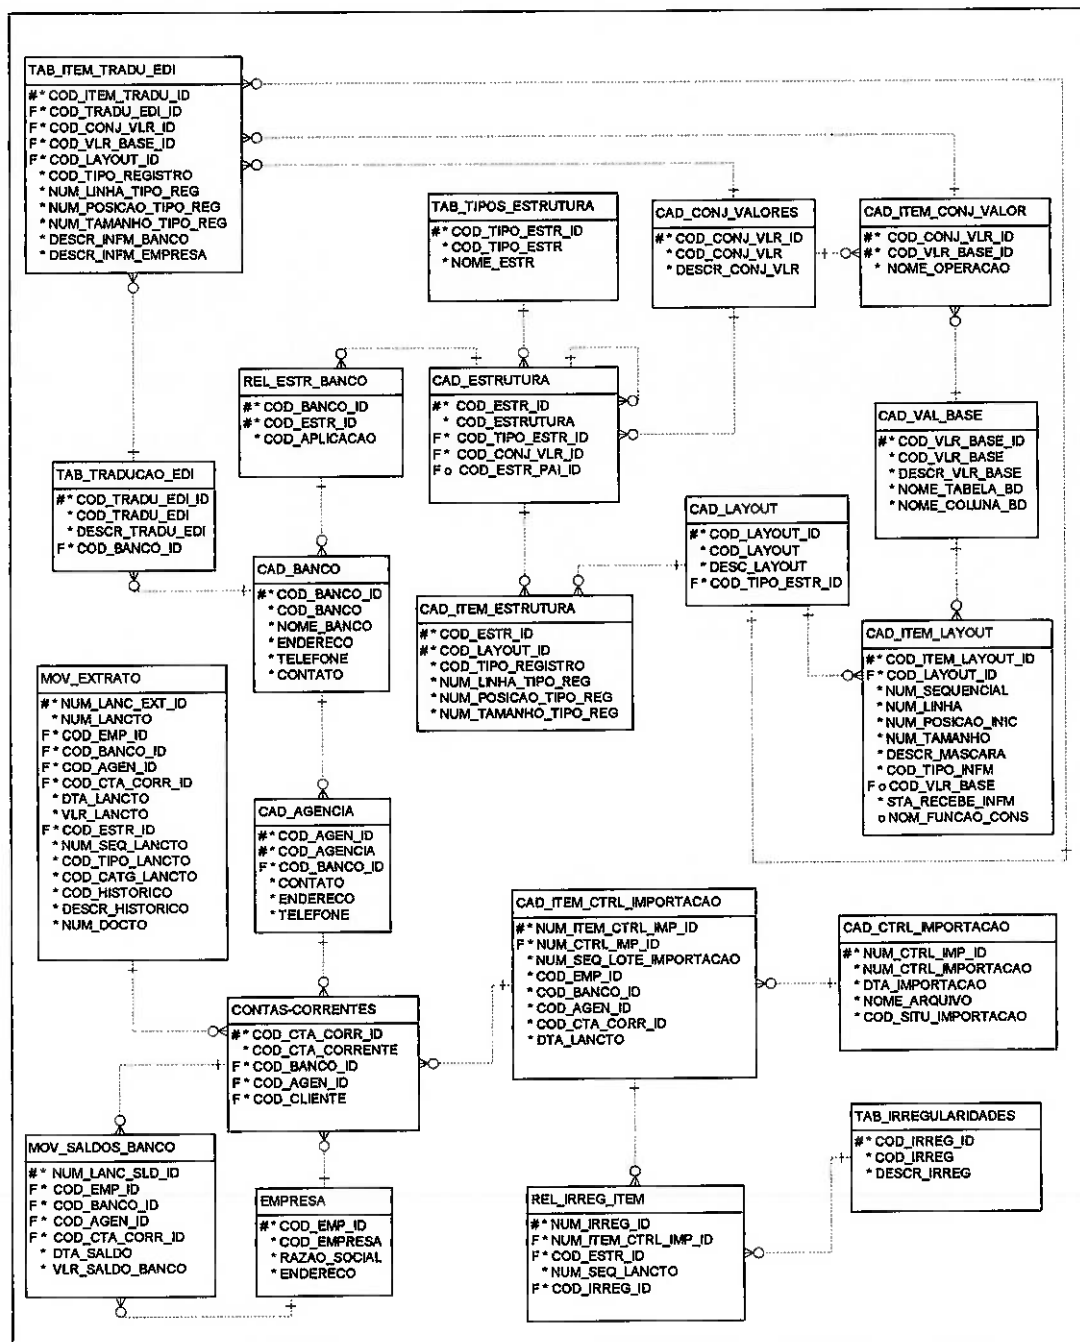 TAB_ITEM_TRADU_EDI
#* COD_ITEM_TRADU_ID
F* COD_TRADU_EDI_ID
F* COD_CONJ_VLR_ID
F* COD_VLR_BASE_ID
F* COD_LAYOUT_ID
* COD_TIPO_REGISTRO
* NUM_LINHA_TIPO_REG
* NUM_POSICAO_TIPO_REG
* NUM_TAMANHO_TIPO_REG
* DESCR_INFM_BANCO
* DESCR_INFM_EMPRESA
TAB_TIPOS_ESTRUTURA
#* COD_TIPO_ESTR_ID
* COD_TIPO_ESTR
* NOME_ESTR
CAD_CONJ_VALORES
#* COD_CONJ_VLR_ID
* COD_CONJ_VLR
* DESCR_CONJ_VLR
CAD_ITEM_CONJ_VALOR
#* COD_CONJ_VLR_ID
#* COD_VLR_BASE_ID
* NOME_OPERACAO
REL_ESTR_BANCO
#* COD_BANCO_ID
#* COD_ESTR_ID
* COD_APLICACAO
CAD_ESTRUTURA
#* COD_ESTR_ID
* COD_ESTRUTURA
F* COD_TIPO_ESTR_ID
F* COD_CONJ_VLR_ID
F o COD_ESTR_PAI_ID
CAD_VAL_BASE
#* COD_VLR_BASE_ID
* COD_VLR_BASE
* DESCR_VLR_BASE
* NOME_TABELA_BD
* NOME_COLUNA_BD
TAB_TRADUCAO_EDI
#* COD_TRADU_EDI_ID
* COD_TRADU_EDI
* DESCR_TRADU_EDI
F* COD_BANCO_ID
CAD_LAYOUT
#* COD_LAYOUT_ID
* COD_LAYOUT
* DESC_LAYOUT
F* COD_TIPO_ESTR_ID
CAD_BANCO
#* COD_BANCO_ID
* COD_BANCO
* NOME_BANCO
* ENDERECO
* TELEFONE
* CONTATO
CAD_ITEM_ESTRUTURA
#* COD_ESTR_ID
#* COD_LAYOUT_ID
* COD_TIPO_REGISTRO
* NUM_LINHA_TIPO_REG
* NUM_POSICAO_TIPO_REG
* NUM_TAMANHO_TIPO_REG
CAD_ITEM_LAYOUT
#* COD_ITEM_LAYOUT_ID
F* COD_LAYOUT_ID
* NUM_SEQUENCIAL
* NUM_LINHA
* NUM_POSICAO_INIC
* NUM_TAMANHO
* DESCR_MASCARA
* COD_TIPO_INFM
F o COD_VLR_BASE
* STA_RECEBE_INFM
o NOM_FUNCAO_CONS
MOV_EXTRATO
#* NUM_LANC_EXT_ID
* NUM_LANCTO
F* COD_EMP_ID
F* COD_BANCO_ID
F* COD_AGEN_ID
F* COD_CTA_CORR_ID
* DTA_LANCTO
* VLR_LANCTO
F* COD_ESTR_ID
* NUM_SEQ_LANCTO
* COD_TIPO_LANCTO
* COD_CATG_LANCTO
* COD_HISTORICO
* DESCR_HISTORICO
* NUM_DOCTO
CAD_AGENCIA
#* COD_AGEN_ID
#* COD_AGENCIA
F* COD_BANCO_ID
* CONTATO
* ENDERECO
* TELEFONE
CAD_ITEM_CTRL_IMPORTACAO
#* NUM_ITEM_CTRL_IMP_ID
F* NUM_CTRL_IMP_ID
* NUM_SEQ_LOTE_IMPORTACAO
* COD_EMP_ID
* COD_BANCO_ID
* COD_AGEN_ID
* COD_CTA_CORR_ID
* DTA_LANCTO
CAD_CTRL_IMPORTACAO
#* NUM_CTRL_IMP_ID
* NUM_CTRL_IMPORTACAO
* DTA_IMPORTACAO
* NOME_ARQUIVO
* COD_SITU_IMPORTACAO
CONTAS-CORRENTES
#* COD_CTA_CORR_ID
* COD_CTA_CORRENTE
F* COD_BANCO_ID
F* COD_AGEN_ID
F* COD_CLIENTE
TAB_IRREGULARIDADES
#* COD_IRREG_ID
* COD_IRREG
* DESCR_IRREG
MOV_SALDOS_BANCO
#* NUM_LANC_SLD_ID
F* COD_EMP_ID
F* COD_BANCO_ID
F* COD_AGEN_ID
F* COD_CTA_CORR_ID
* DTA_SALDO
* VLR_SALDO_BANCO
EMPRESA
#* COD_EMP_ID
* COD_EMPRESA
* RAZAO_SOCIAL
* ENDERECO
REL_IRREG_ITEM
#* NUM_IRREG_ID
F* NUM_ITEM_CTRL_IMP_ID
F* COD_ESTR_ID
* NUM_SEQ_LANCTO
F* COD_IRREG_ID